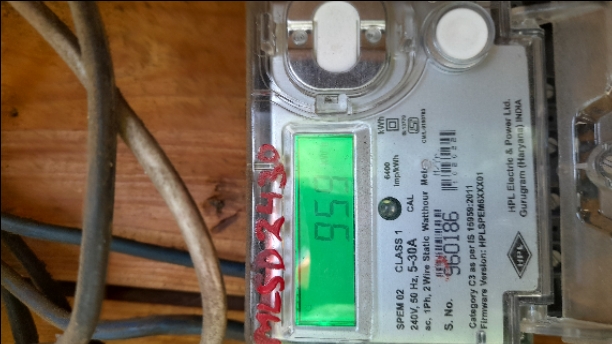 kWh
6400
imp/kWh
CAL
SPEM 02 CLASS 1
240V, 50 Hz, 5-30A
ac, 1Ph, 2 Wire Static Watthour Meter
S. No. 960186
Category C3 as per IS 15959:2011
Firmware Version: HPLSPEM6XXX01
HPL
HPL Electric & Power Ltd.
Gurugram (Haryana) INDIA